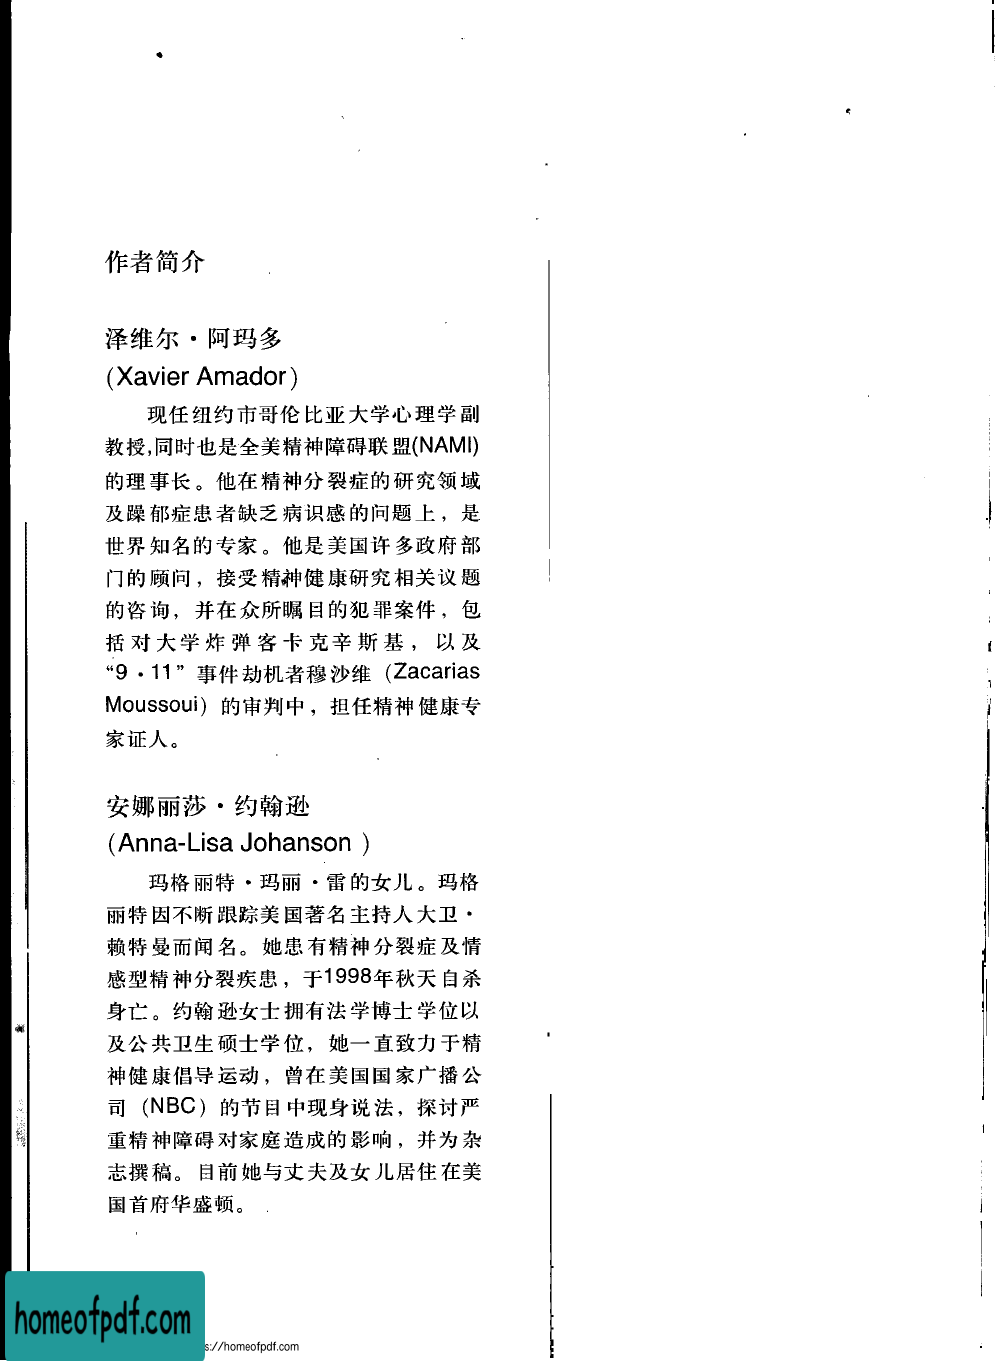 作者简介
泽维尔·阿玛多
(Xavier Amador)
现任纽约市哥伦比亚大学心理学副
教授,同时也是全美精神障碍联盟(NAMI)
的理事长。他在精神分裂症的研究领域
及躁郁症患者缺乏病识感的问题上，是
世界知名的专家。他是美国许多政府部
门的顾问，接受精神健康研究相关议题
的咨询，并在众所瞩目的犯罪案件，包
括对大学炸弹客卡克辛斯基，以及
“9·11”事件劫机者穆沙维（Zacarias
Moussoui）的审判中，担任精神健康专
家证人。
安娜丽莎·约翰逊
(Anna-Lisa Johanson )
玛格丽特·玛丽·雷的女儿。玛格
丽特因不断跟踪美国著名主持人大卫·
赖特曼而闻名。她患有精神分裂症及情
感型精神分裂疾患，于1998年秋天自杀
身亡。约翰逊女士拥有法学博士学位以
及公共卫生硕士学位，她一直致力于精
神健康倡导运动，曾在美国国家广播公
司（NBC）的节目中现身说法，探讨严
重精神障碍对家庭造成的影响，并为杂
志撰稿。目前她与丈夫及女儿居住在美
国首府华盛顿。
homeofpdf.com
s://homeofpdf.com